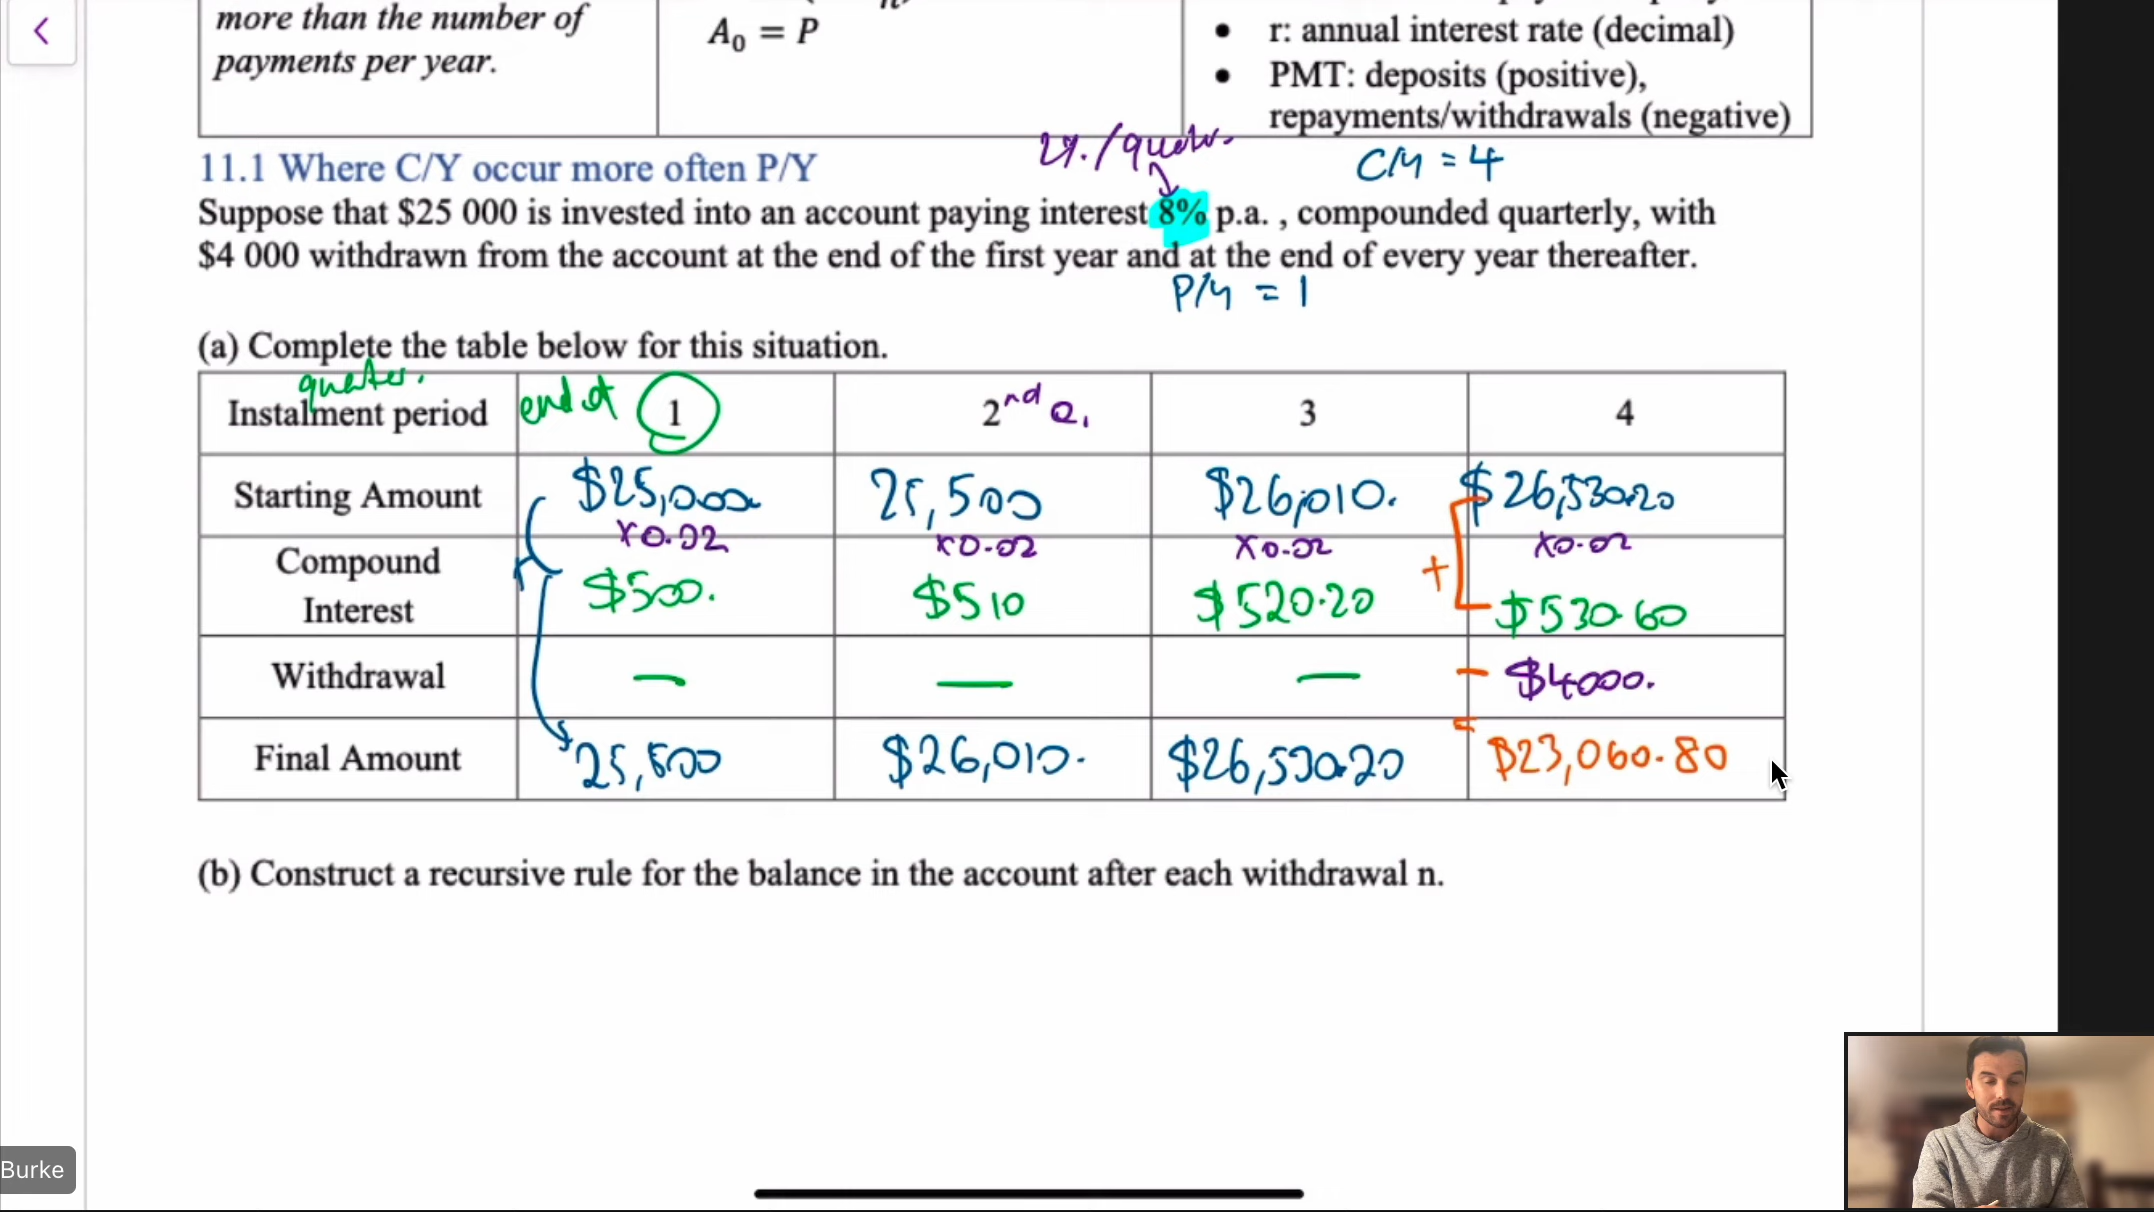 more than the number of
payments per year.
A₀ = P
• r: annual interest rate (decimal)
• PMT: deposits (positive),
repayments/withdrawals (negative)
2%/quater.
C/Y = 4
11.1 Where C/Y occur more often P/Y
Suppose that $25 000 is invested into an account paying interest 8% p.a. , compounded quarterly, with
$4 000 withdrawn from the account at the end of the first year and at the end of every year thereafter.
P/Y = 1
(a) Complete the table below for this situation.
quater.
Instalment period end of 1 2nd Q. 3 4
Starting Amount $25,000 25,500 $26,010. $26,530.20
x0.02 x0.02 x0.02 x0.02
Compound
Interest $500. $510 $520.20 + $530.60
Withdrawal — — — - $4000.
Final Amount $25,500 $26,010. $26,530.20 = $23,060.80
(b) Construct a recursive rule for the balance in the account after each withdrawal n.
Burke